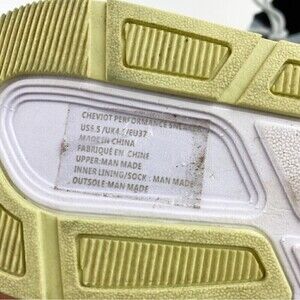 CHEVIOT PERFORMANCE SNEAKER
US6.5/UK4.5/EU37
MADE IN CHINA
FABRIQUÉ EN CHINE
UPPER:MAN MADE
INNER LINING/SOCK : MAN MADE
OUTSOLE:MAN MADE